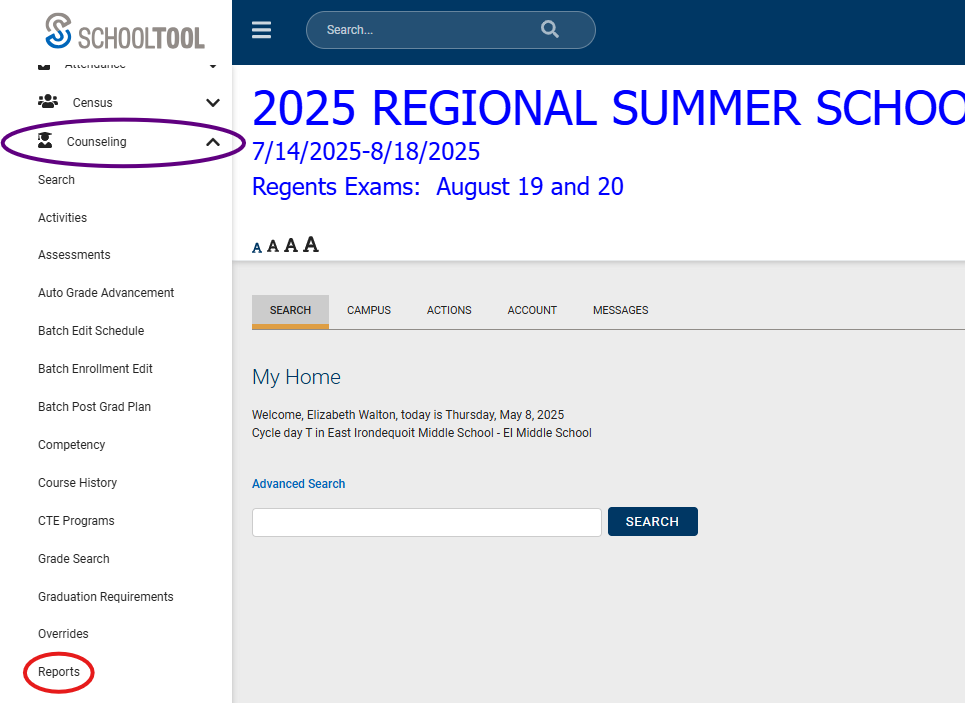 SCHOOLTOOL
Search...
Attendance
Census
Counseling
Search
Activities
Assessments
Auto Grade Advancement
Batch Edit Schedule
Batch Enrollment Edit
Batch Post Grad Plan
Competency
Course History
CTE Programs
Grade Search
Graduation Requirements
Overrides
Reports
2025 REGIONAL SUMMER SCHOO
7/14/2025-8/18/2025
Regents Exams: August 19 and 20
A A A A
SEARCH CAMPUS ACTIONS ACCOUNT MESSAGES
My Home
Welcome, Elizabeth Walton, today is Thursday, May 8, 2025
Cycle day T in East Irondequoit Middle School - EI Middle School
Advanced Search
SEARCH